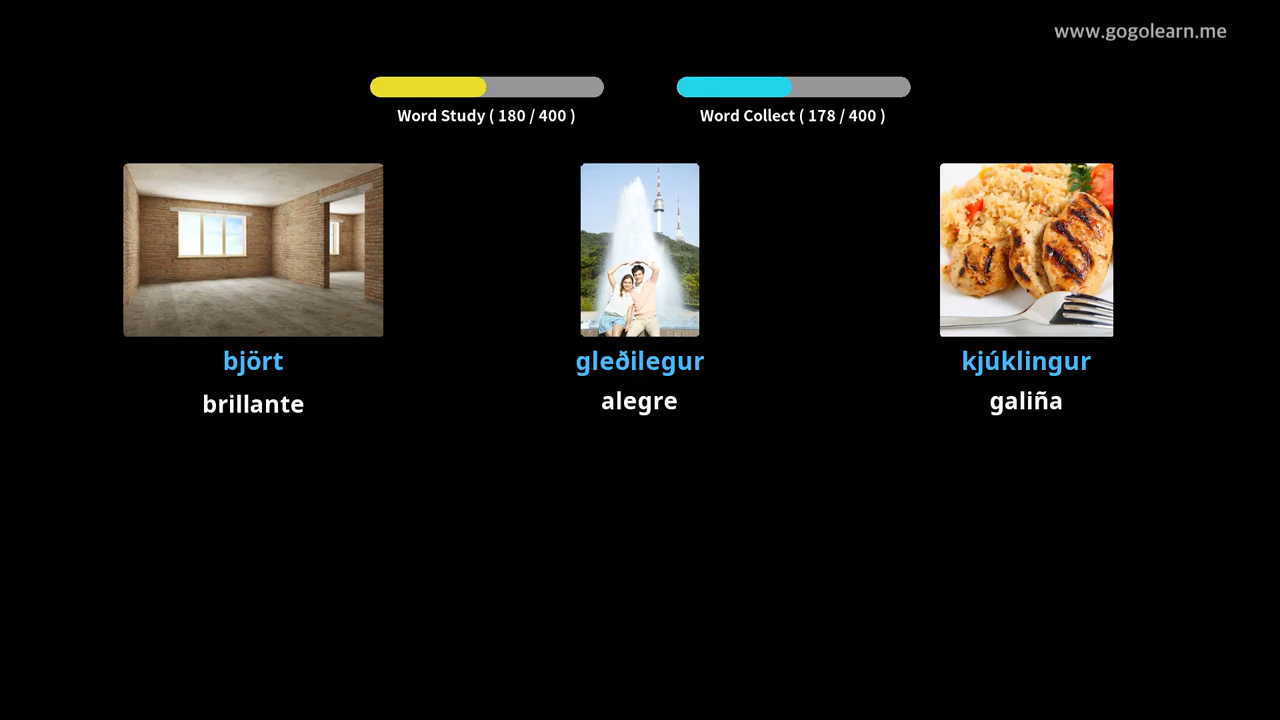 www.gogolearn.me
Word Study ( 180 / 400 )
Word Collect ( 178 / 400 )
björt
gleðilegur
kjúklingur
brillante
alegre
galiña